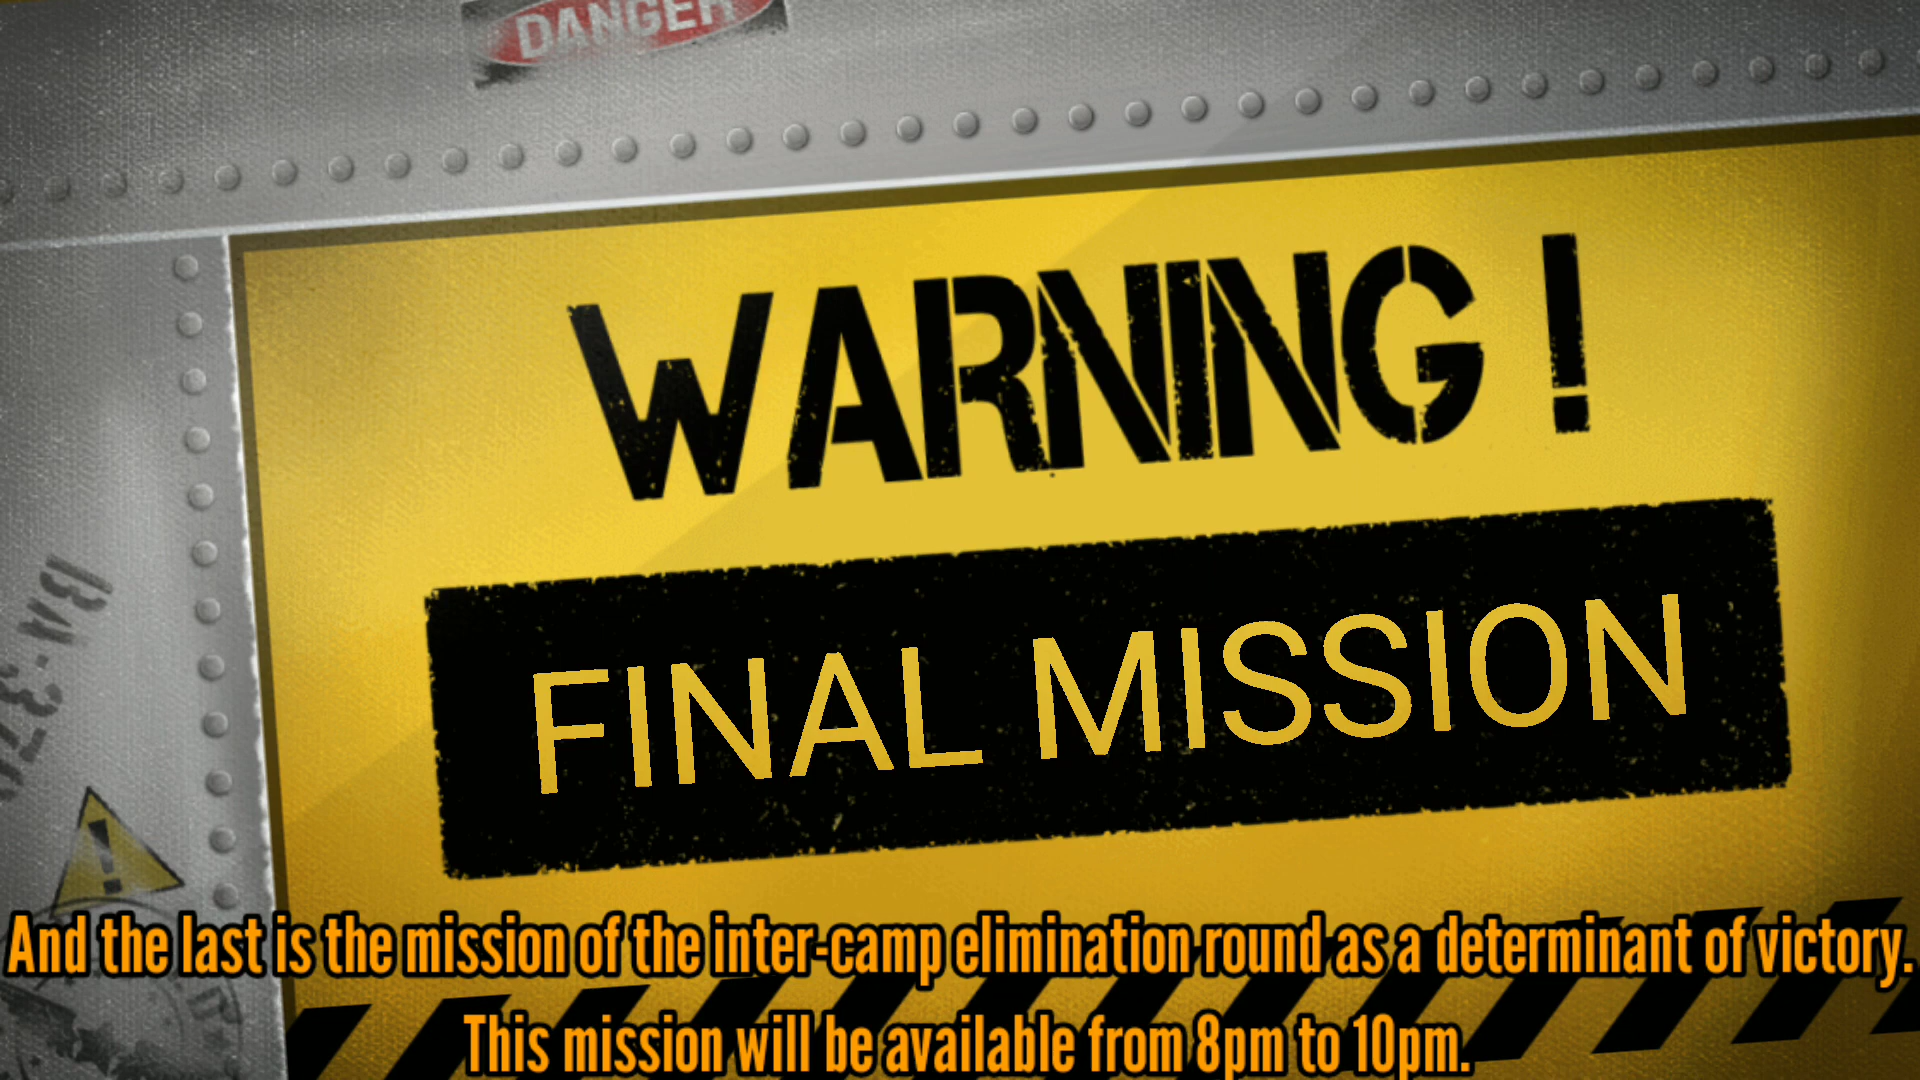 DANGER
WARNING !
FINAL MISSION
And the last is the mission of the inter-camp elimination round as a determinant of victory.
This mission will be available from 8pm to 10pm.